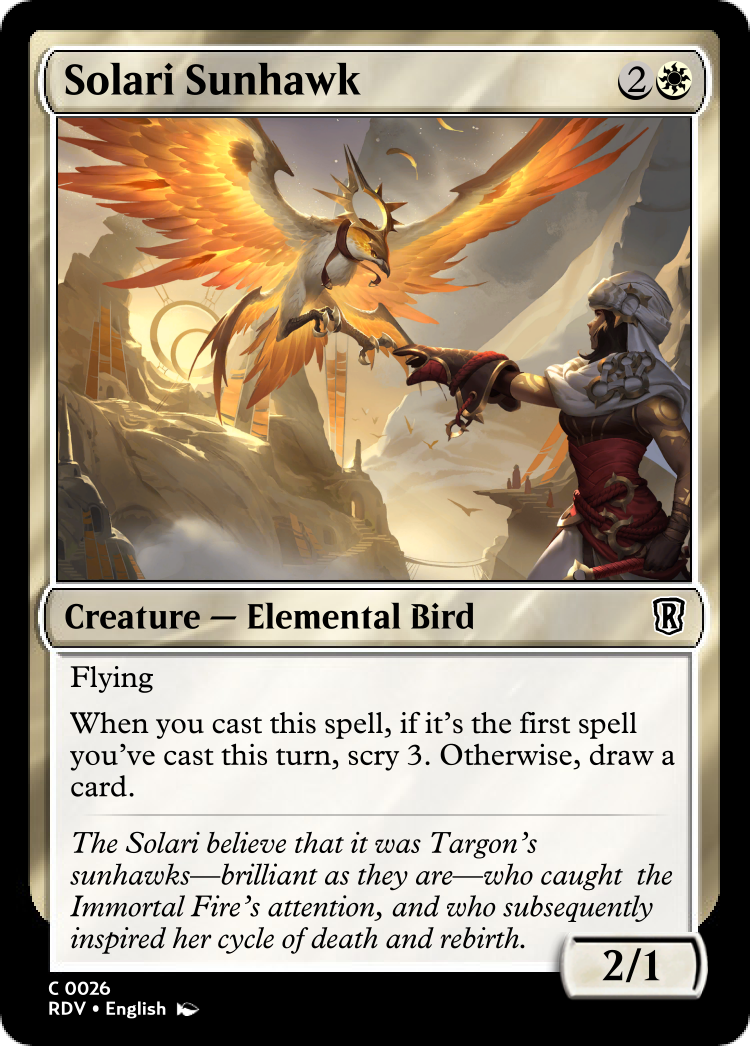 Solari Sunhawk 2
Creature — Elemental Bird R
Flying
When you cast this spell, if it's the first spell
you've cast this turn, scry 3. Otherwise, draw a
card.
The Solari believe that it was Targon's
sunhawks—brilliant as they are—who caught  the
Immortal Fire's attention, and who subsequently
inspired her cycle of death and rebirth.
2/1
C 0026
RDV • English